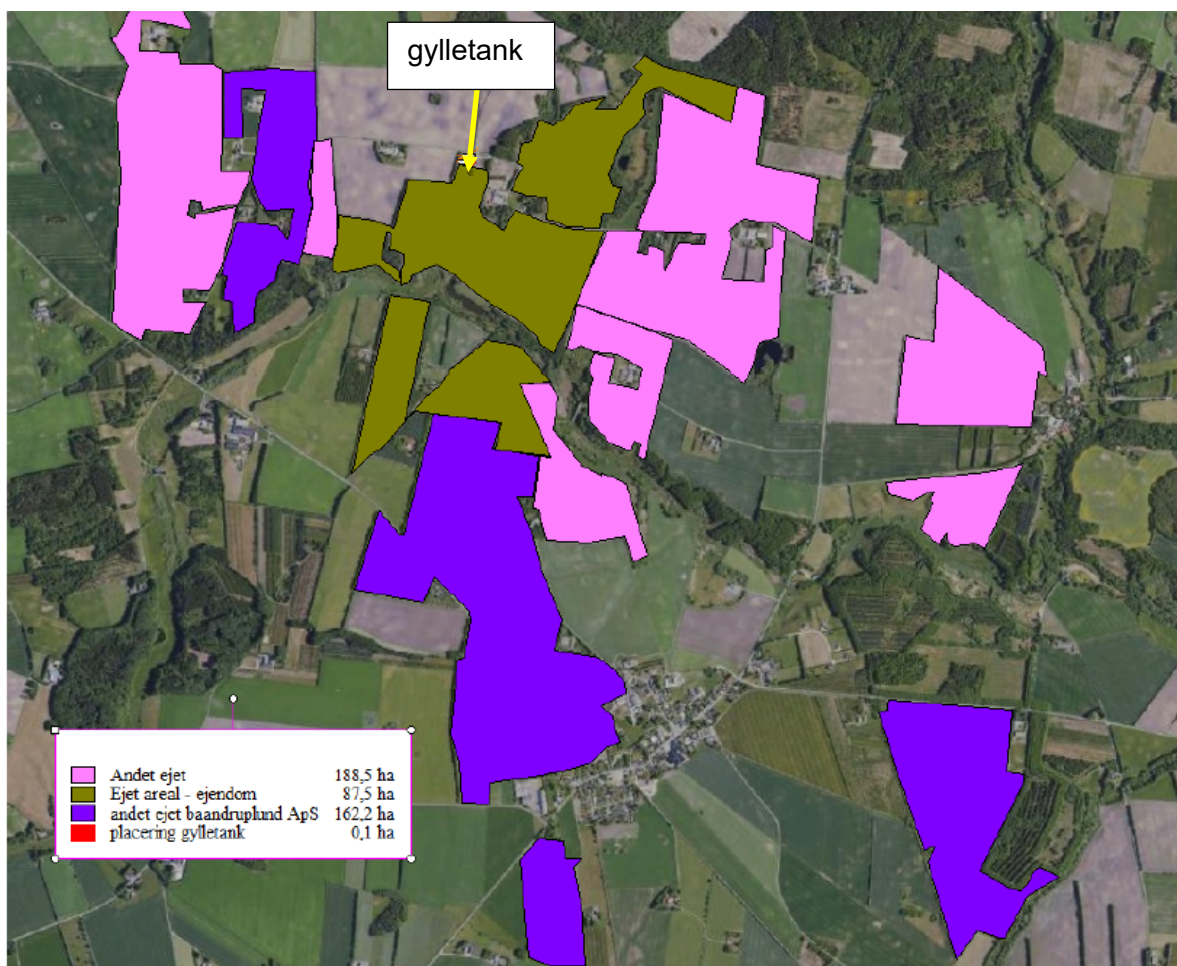 gylletank
Andet ejet 188,5 ha
Ejet areal - ejendom 87,5 ha
andet ejet baandruplund ApS 162,2 ha
placering gylletank 0,1 ha